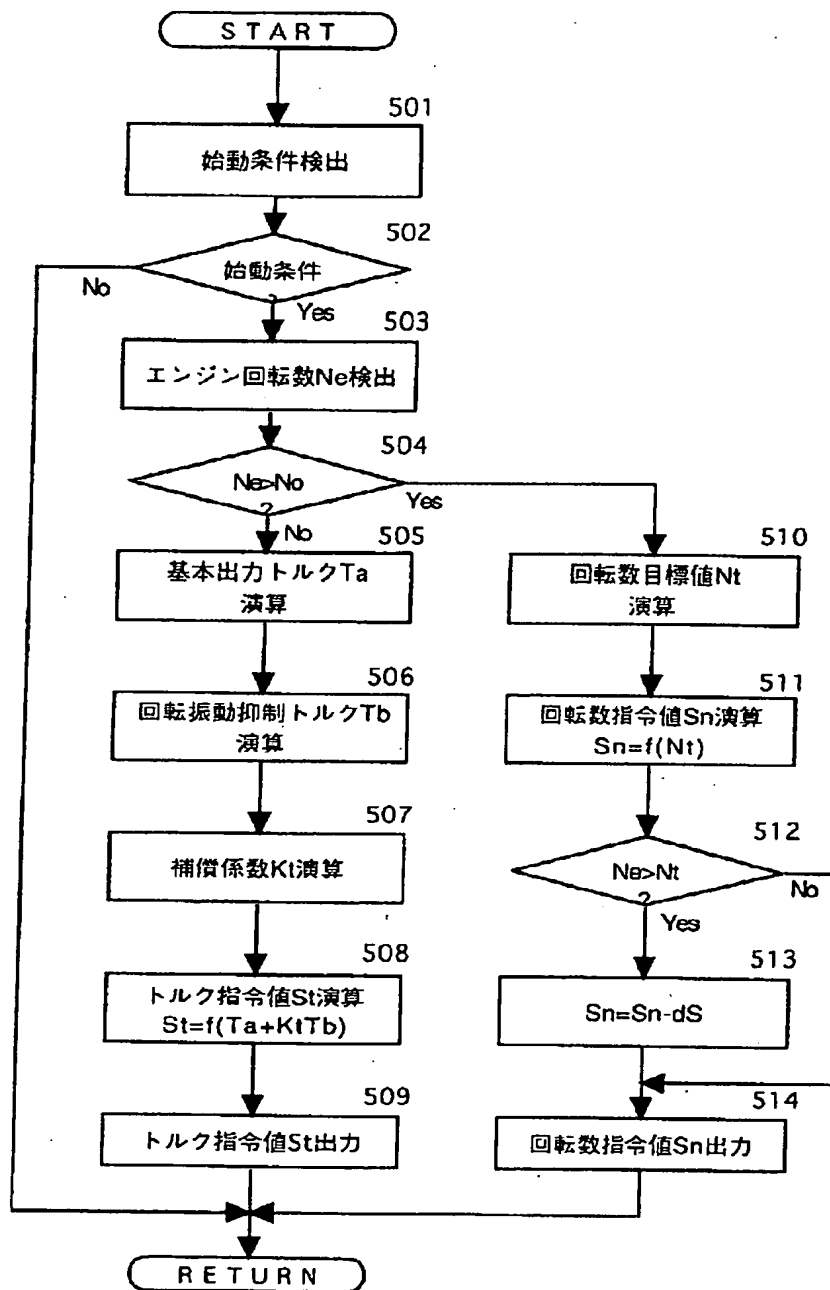 START
501
始動条件検出
502
始動条件
?
No
Yes
503
エンジン回転数Ne検出
504
Ne>No
?
Yes
No
505
基本出力トルクTa
演算
506
回転振動抑制トルクTb
演算
507
補償係数Kt演算
508
トルク指令値St演算
St=f(Ta+KtTb)
509
トルク指令値St出力
510
回転数目標値Nt
演算
511
回転数指令値Sn演算
Sn=f(Nt)
512
Ne>Nt
?
No
Yes
513
Sn=Sn-dS
514
回転数指令値Sn出力
RETURN